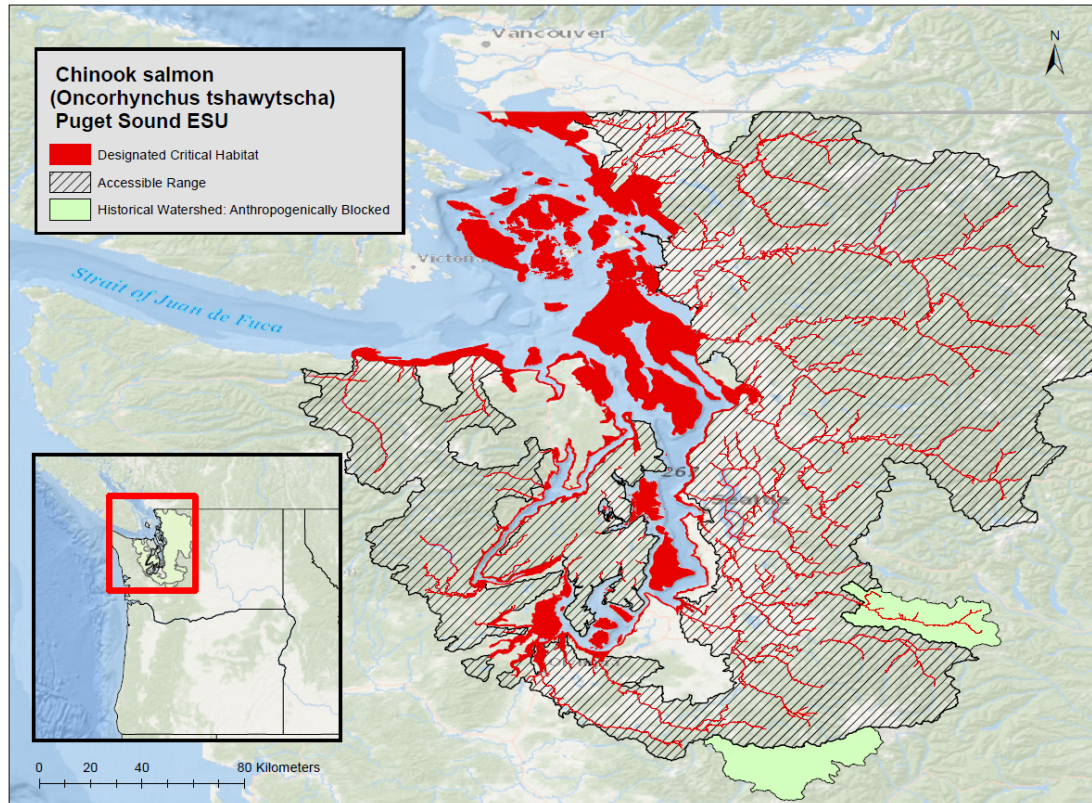 Vancouver
N
Chinook salmon
(Oncorhynchus tshawytscha)
Puget Sound ESU
Designated Critical Habitat
Accessible Range
Historical Watershed: Anthropogenically Blocked
Strait of Juan de Fuca
267
Seattle
0 20 40 80 Kilometers